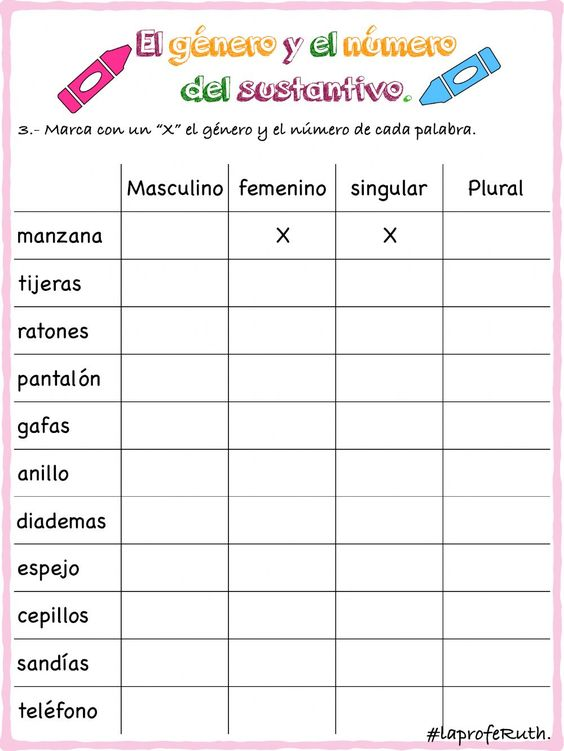 El género y el número
del sustantivo.
3.- Marca con un “X” el género y el número de cada palabra.
Masculino femenino singular Plural
manzana X X
tijeras
ratones
pantalón
gafas
anillo
diademas
espejo
cepillos
sandías
teléfono
#laprofeRuth.